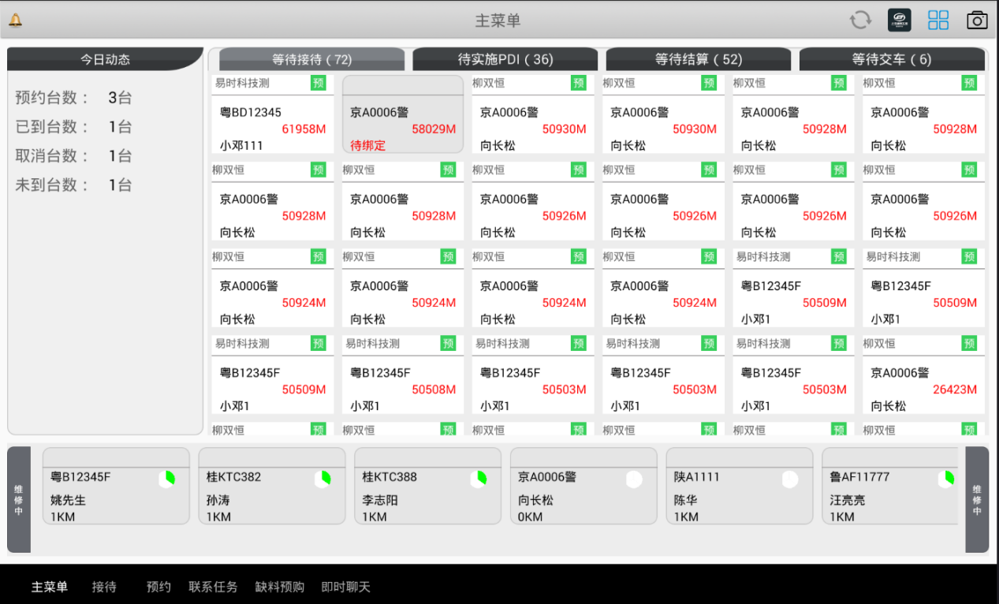 主菜单
今日动态
预约台数： 3台
已到台数： 1台
取消台数： 1台
未到台数： 1台
等待接待（72） 待实施PDI（36） 等待结算（52） 等待交车（6）
易时科技测 预 柳双恒 预 柳双恒 预 柳双恒 预 柳双恒 预
粤BD12345 京A0006警 京A0006警 京A0006警 京A0006警 京A0006警
61958M 58029M 50930M 50930M 50928M 50928M
小邓111 待绑定 向长松 向长松 向长松 向长松
柳双恒 预 柳双恒 预 柳双恒 预 柳双恒 预 柳双恒 预 柳双恒 预
京A0006警 京A0006警 京A0006警 京A0006警 京A0006警 京A0006警
50928M 50928M 50926M 50926M 50926M 50926M
向长松 向长松 向长松 向长松 向长松 向长松
柳双恒 预 柳双恒 预 柳双恒 预 柳双恒 预 易时科技测 预 易时科技测 预
京A0006警 京A0006警 京A0006警 京A0006警 粤B12345F 粤B12345F
50924M 50924M 50924M 50924M 50509M 50509M
向长松 向长松 向长松 向长松 小邓1 小邓1
易时科技测 预 易时科技测 预 易时科技测 预 易时科技测 预 易时科技测 预 柳双恒 预
粤B12345F 粤B12345F 粤B12345F 粤B12345F 粤B12345F 京A0006警
50509M 50508M 50503M 50503M 50503M 26423M
小邓1 小邓1 小邓1 小邓1 小邓1 向长松
柳双恒 预 柳双恒 预 柳双恒 预 柳双恒 预 柳双恒 预 柳双恒 预
维修中
粤B12345F 桂KTC382 桂KTC388 京A0006警 陕A1111 鲁AF11777
姚先生 孙涛 李志阳 向长松 陈华 汪亮亮
1KM 1KM 1KM 0KM 1KM 1KM
维修中
主菜单 接待 预约 联系任务 缺料预购 即时聊天